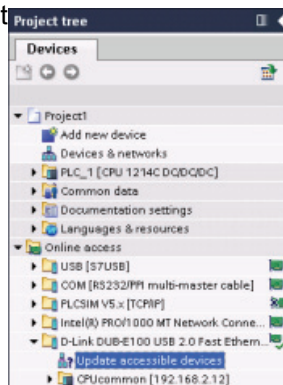 t
Project tree
Devices
Project1
Add new device
Devices & networks
PLC_1 [CPU 1214C DC/DC/DC]
Common data
Documentation settings
Languages & resources
Online access
USB [S7USB]
COM [RS232/PPI multi-master cable]
PLCSIM V5.x [TCP/IP]
Intel(R) PRO/1000 MT Network Conne...
D-Link DUB-E100 USB 2.0 Fast Ethern...
Update accessible devices
CPUcommon [192.168.2.12]